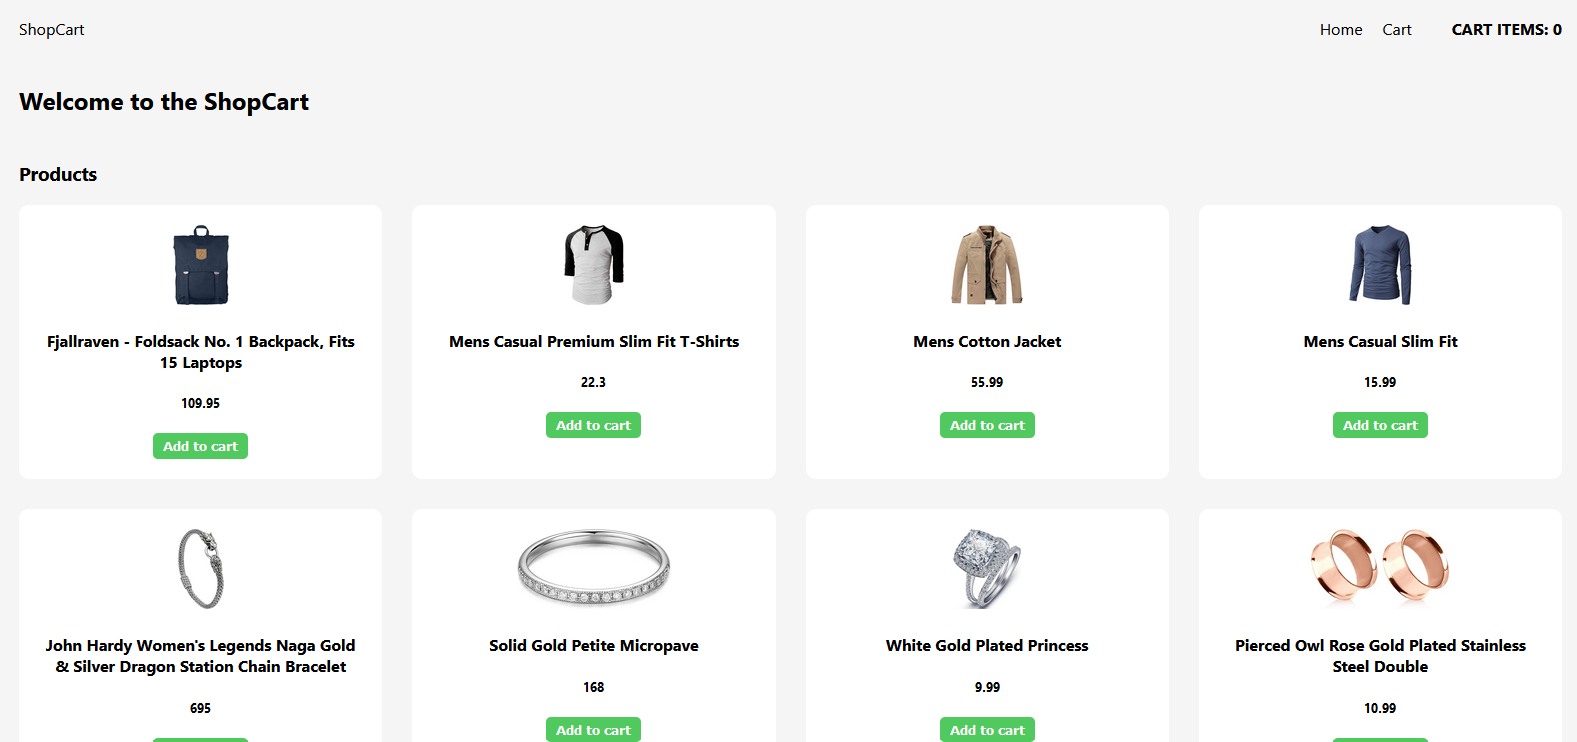 ShopCart
Home
Cart
CART ITEMS: 0
Welcome to the ShopCart
Products
Fjallraven - Foldsack No. 1 Backpack, Fits
15 Laptops
109.95
Add to cart
Mens Casual Premium Slim Fit T-Shirts
22.3
Add to cart
Mens Cotton Jacket
55.99
Add to cart
Mens Casual Slim Fit
15.99
Add to cart
John Hardy Women's Legends Naga Gold
& Silver Dragon Station Chain Bracelet
695
Solid Gold Petite Micropave
168
Add to cart
White Gold Plated Princess
9.99
Add to cart
Pierced Owl Rose Gold Plated Stainless
Steel Double
10.99